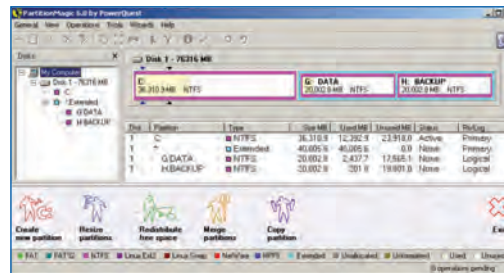 PartitionMagic 6.0 by PowerQuest
General View Operations Tools Wizards Help
Disks
My Computer
Disk 1 - 76316 MB
C:
Extended
G:DATA
H:BACKUP
Disk 1 - 76316 MB
C:
36,310.9 MB NTFS
G: DATA
20,002.8 MB NTFS
H: BACKUP
20,002.8 MB NTFS
Disk Partition Type Size MB Used MB Unused MB Status Pri/Log
1 C: NTFS 36,310.9 12,392.9 23,918.0 Active Primary
1 * Extended 40,005.6 40,005.6 0.0 None Primary
1 G:DATA NTFS 20,002.8 2,437.7 17,565.1 None Logical
1 H:BACKUP NTFS 20,002.8 201.8 19,801.0 None Logical
Create new partition
Resize partitions
Redistribute free space
Merge partitions
Copy partition
FAT FAT32 NTFS Linux Ext2 Linux Swap NetWare HPFS Extended Unallocated Unformatted Used
0 operations pending